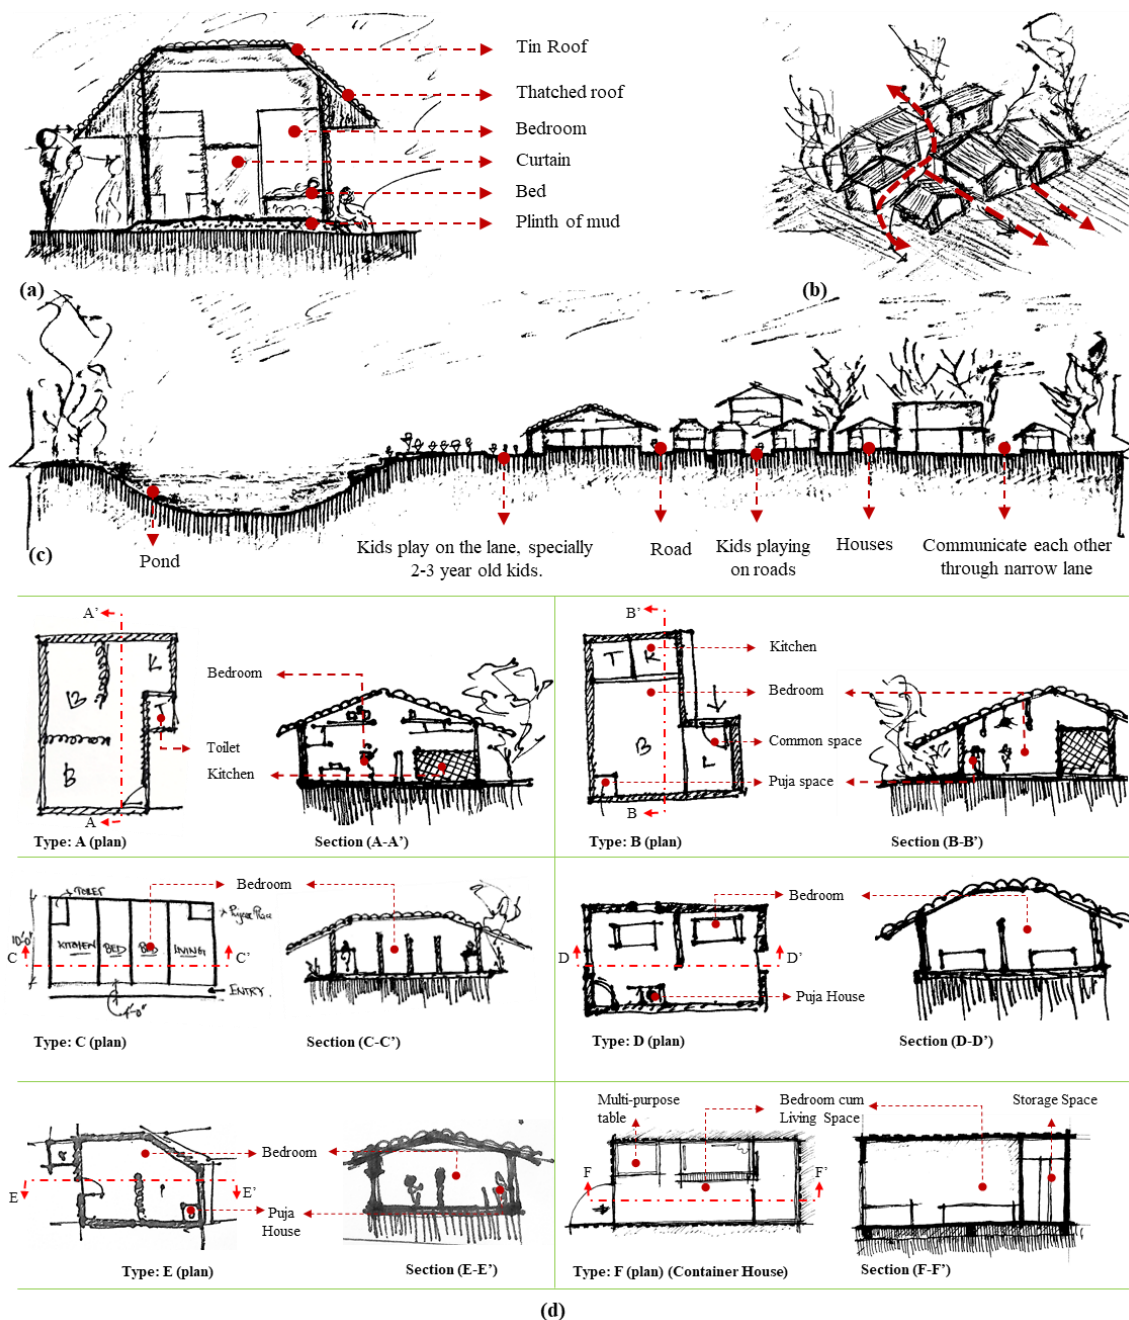 Tin Roof
Thatched roof
Bedroom
Curtain
Bed
Plinth of mud
(a)
(b)
(c)
Pond
Kids play on the lane, specially
2-3 year old kids.
Road
Kids playing
on roads
Houses
Communicate each other
through narrow lane
A'
B
K
T
B
Bedroom
Toilet
Kitchen
A
Type: A (plan)
Section (A-A')
B'
T
K
B
Kitchen
Bedroom
Common space
Puja space
B
Type: B (plan)
Section (B-B')
TOILET
KITCHEN
BED
BED
LIVING
10'-0"
ENTRY
C
C'
Bedroom
Type: C (plan)
Section (C-C')
D
D'
Bedroom
Puja House
Type: D (plan)
Section (D-D')
E
E'
Bedroom
Puja
House
Type: E (plan)
Section (E-E')
Multi-purpose
table
Bedroom cum
Living Space
Storage Space
F
F'
Type: F (plan) (Container House)
Section (F-F')
(d)